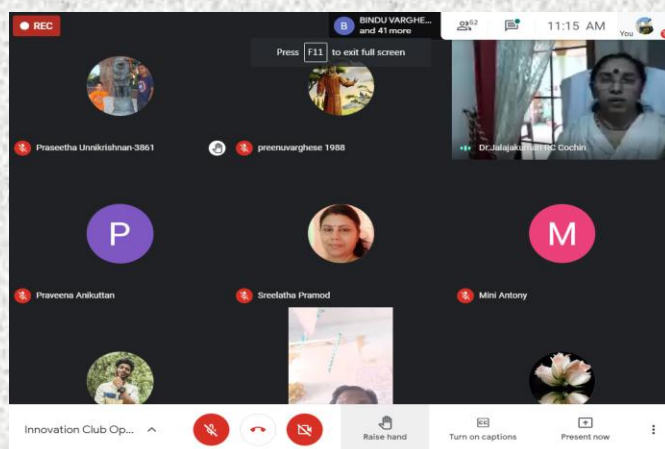 REC
B
BINDU VARGHE...
and 41 more
62
11:15 AM
You
Press F11 to exit full screen
Praseetha Unnikrishnan-3861
preenuvarghese 1988
Dr.Jalajakumari RC Cochin
P
M
Praveena Anikuttan
Sreelatha Pramod
Mini Antony
Innovation Club Op...
Raise hand
CC
Turn on captions
Present now